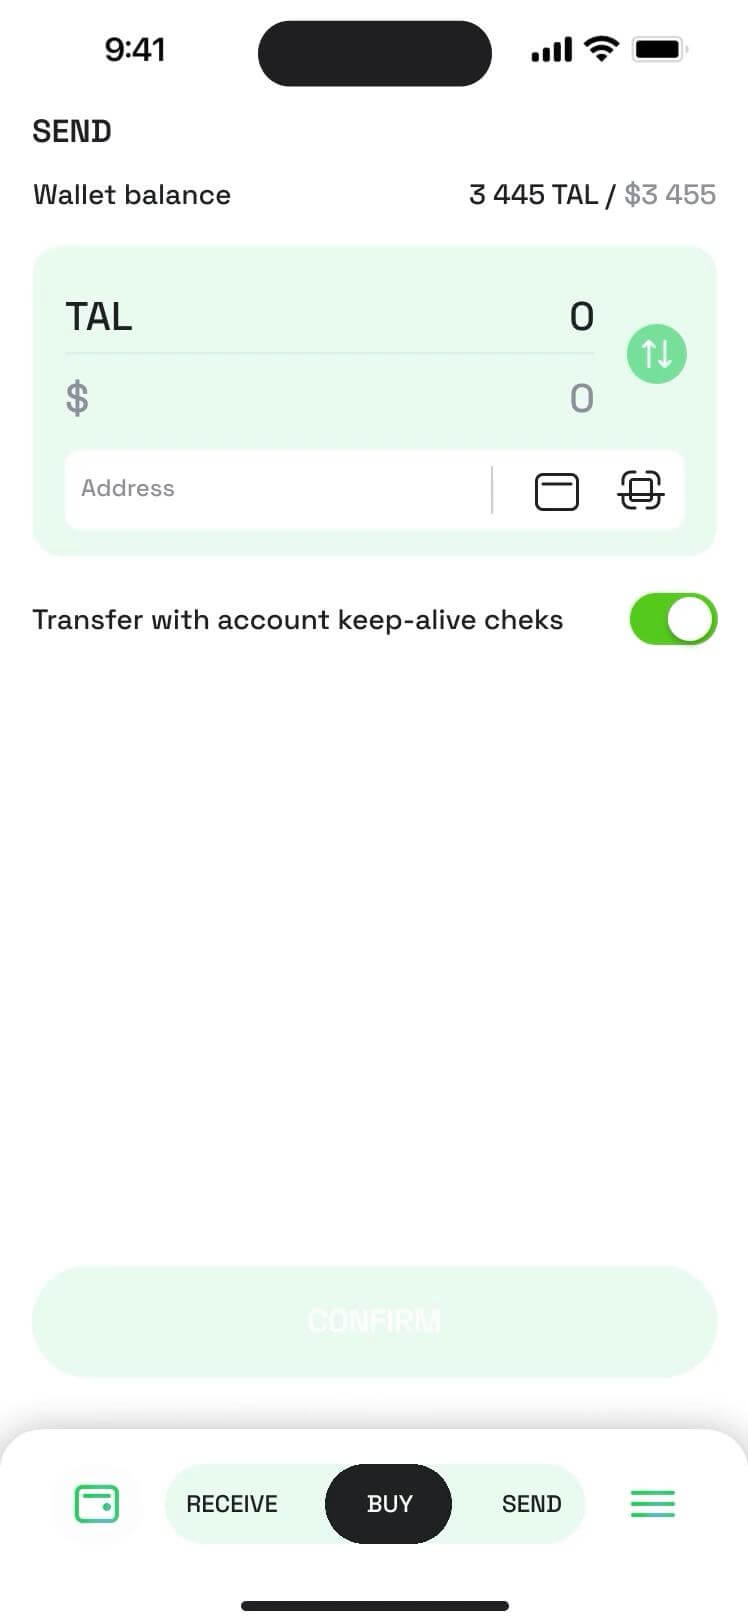 9:41
SEND
Wallet balance 3 445 TAL / $3 455
TAL 0
$ 0
Address
Transfer with account keep-alive cheks
CONFIRM
RECEIVE BUY SEND